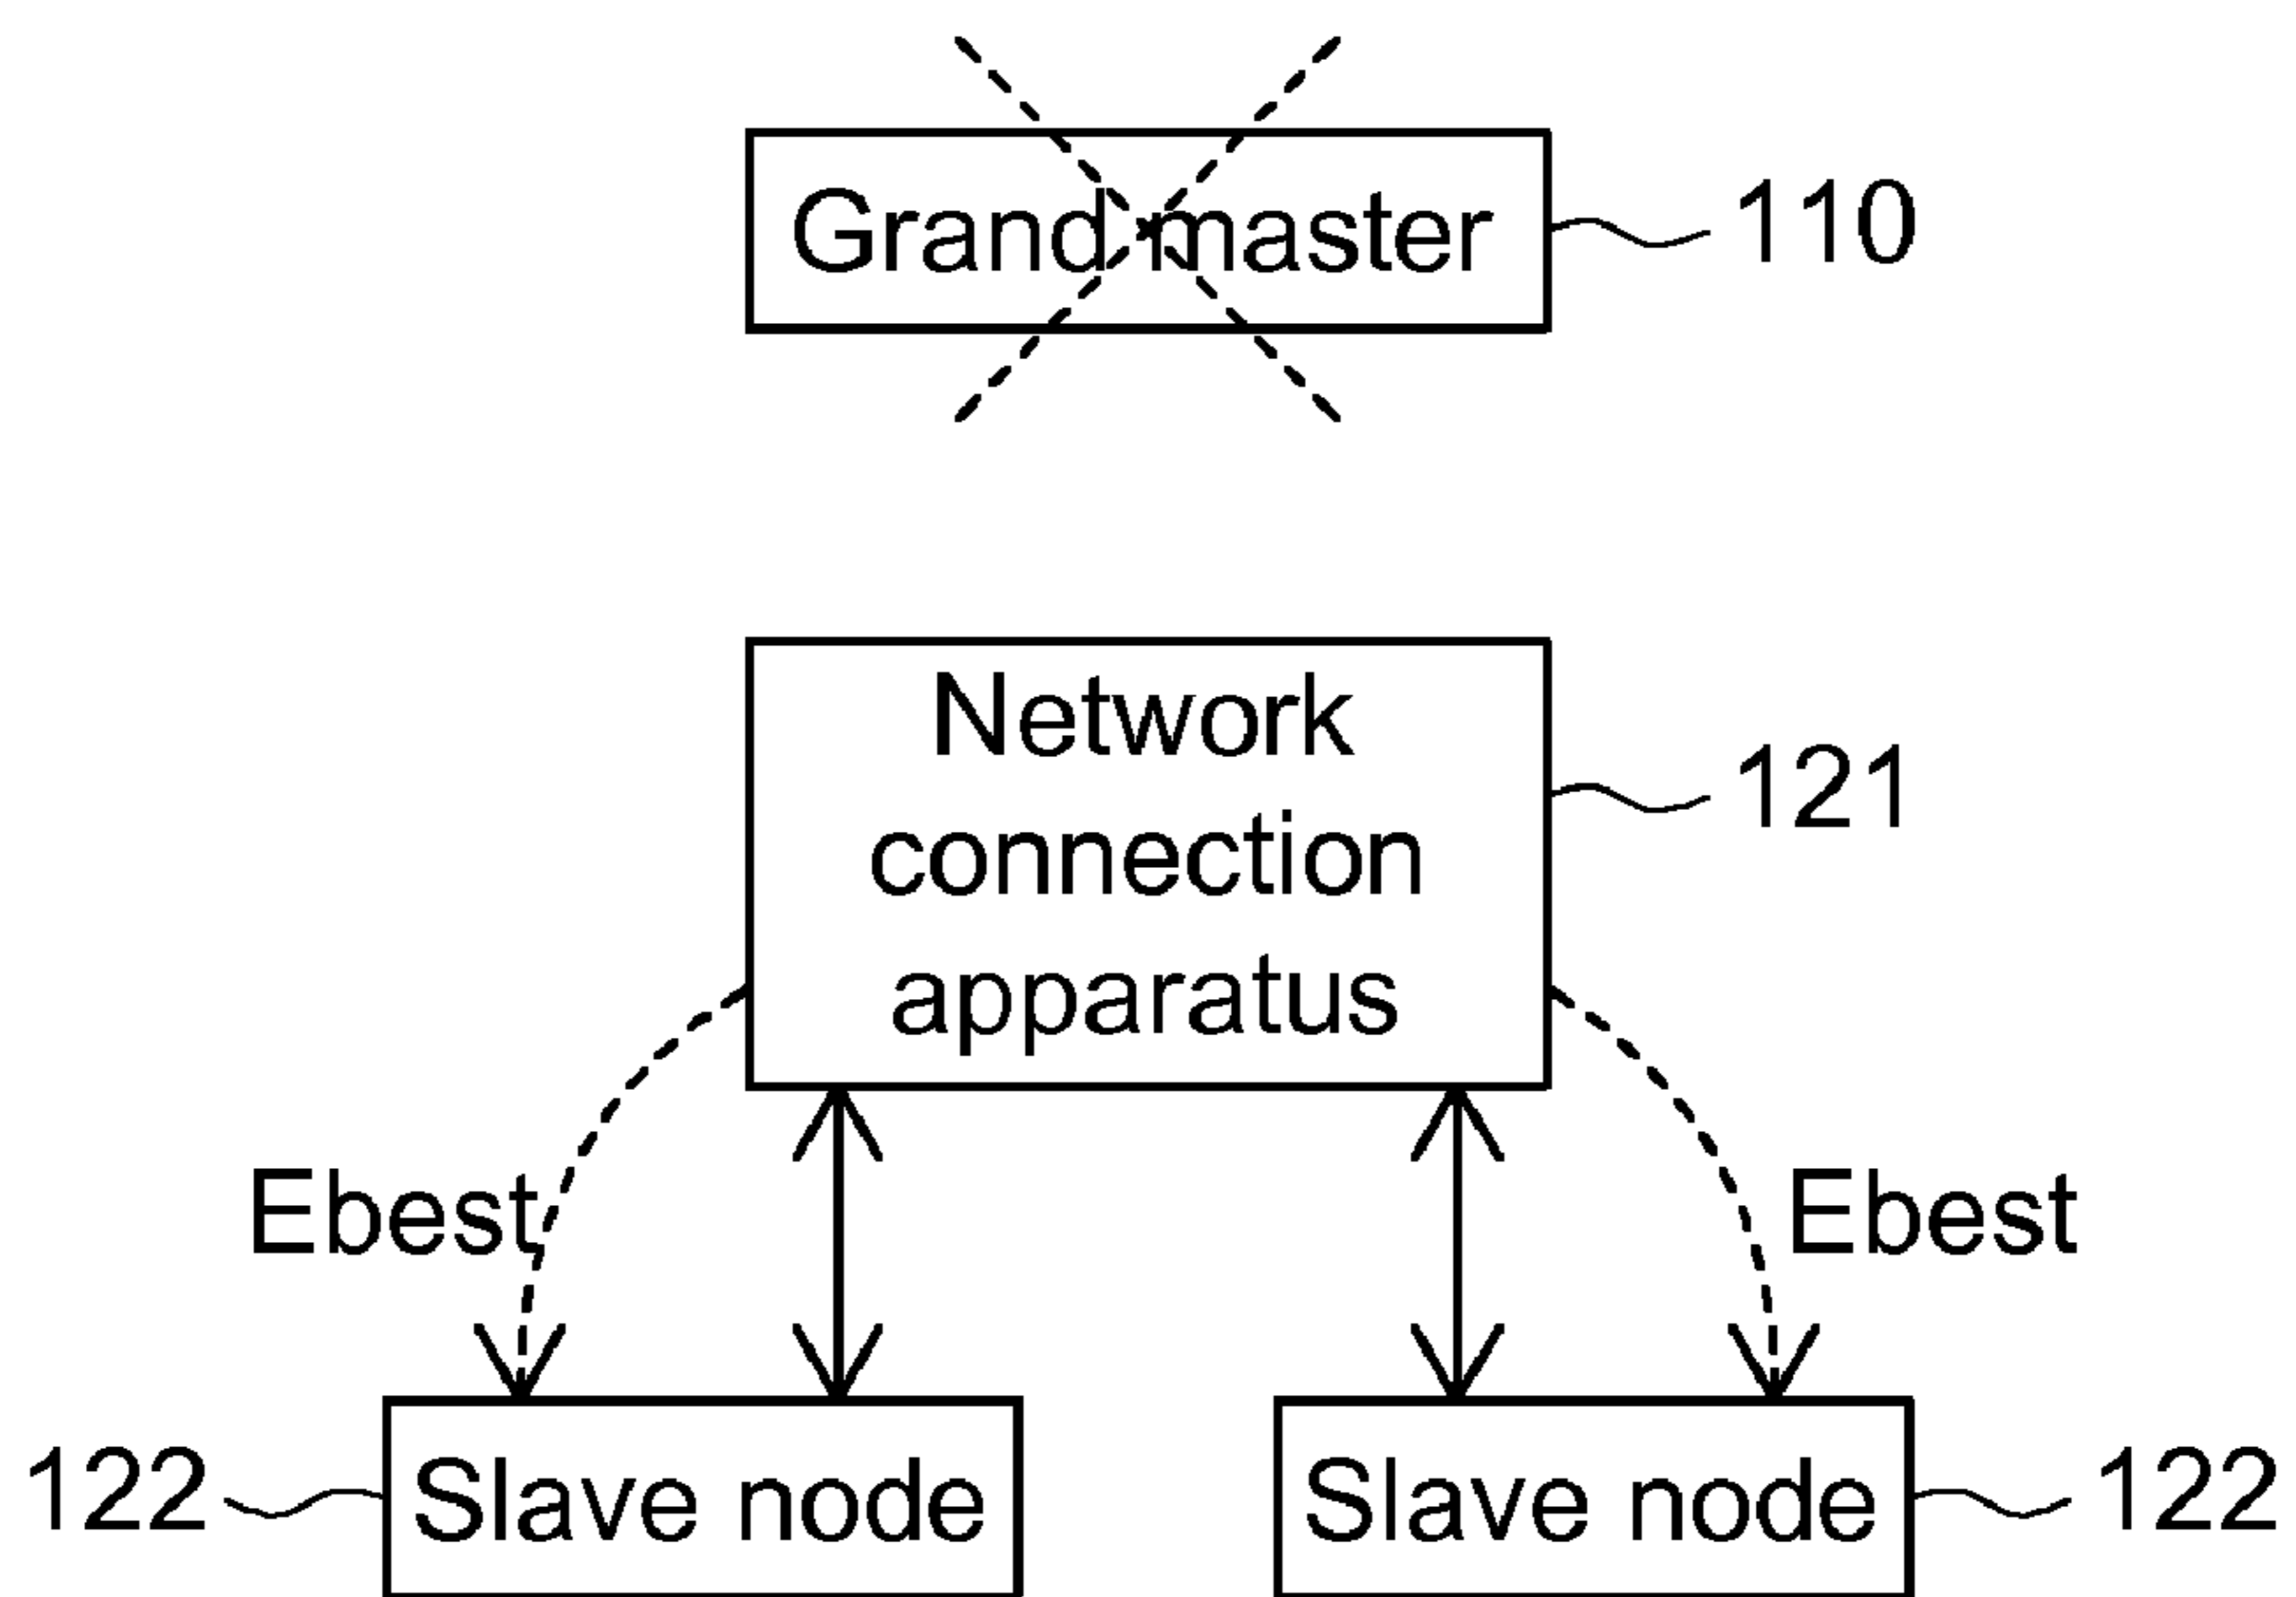 Grand master
110
Network
connection
apparatus
121
Ebest
Ebest
122
Slave node
Slave node
122